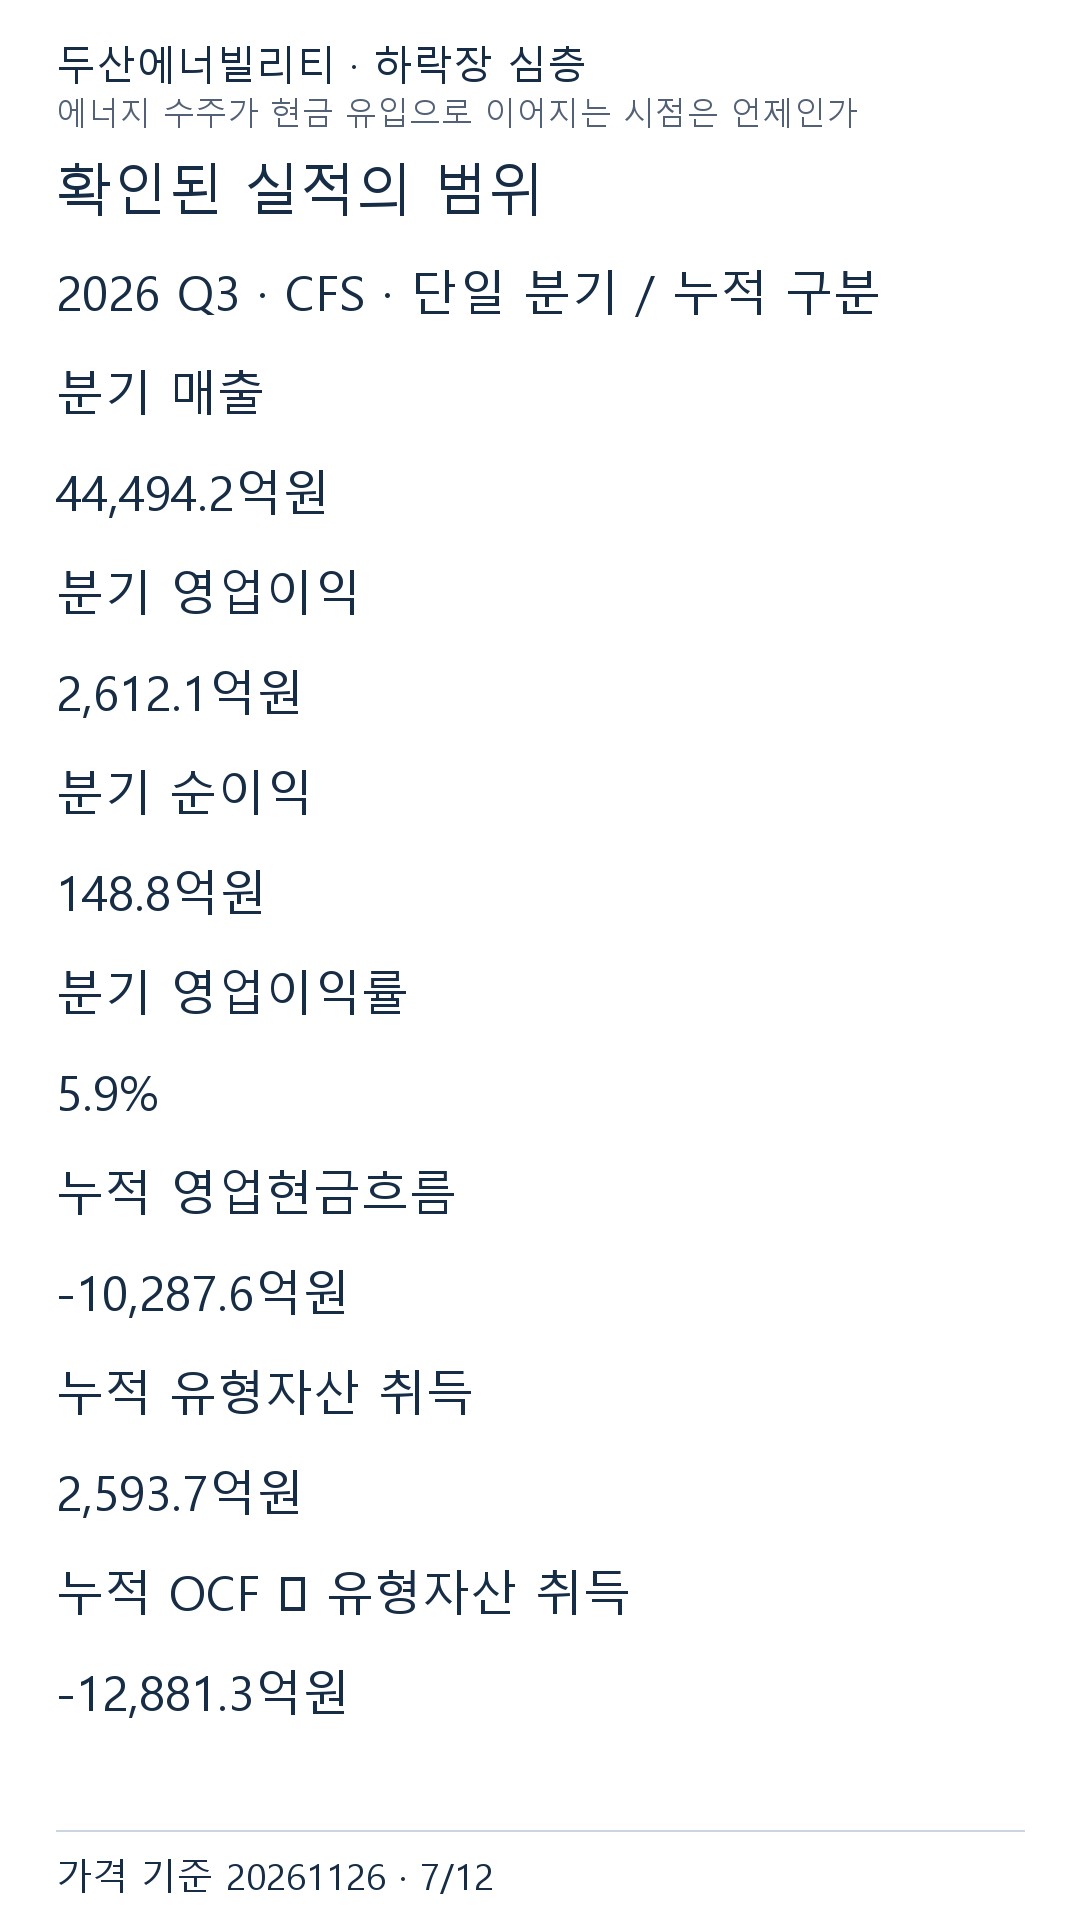 두산에너빌리티 · 하락장 심층
에너지 수주가 현금 유입으로 이어지는 시점은 언제인가
확인된 실적의 범위
2026 Q3 · CFS · 단일 분기 / 누적 구분
분기 매출
44,494.2억원
분기 영업이익
2,612.1억원
분기 순이익
148.8억원
분기 영업이익률
5.9%
누적 영업현금흐름
-10,287.6억원
누적 유형자산 취득
2,593.7억원
누적 OCF □ 유형자산 취득
-12,881.3억원
가격 기준 20261126 · 7/12